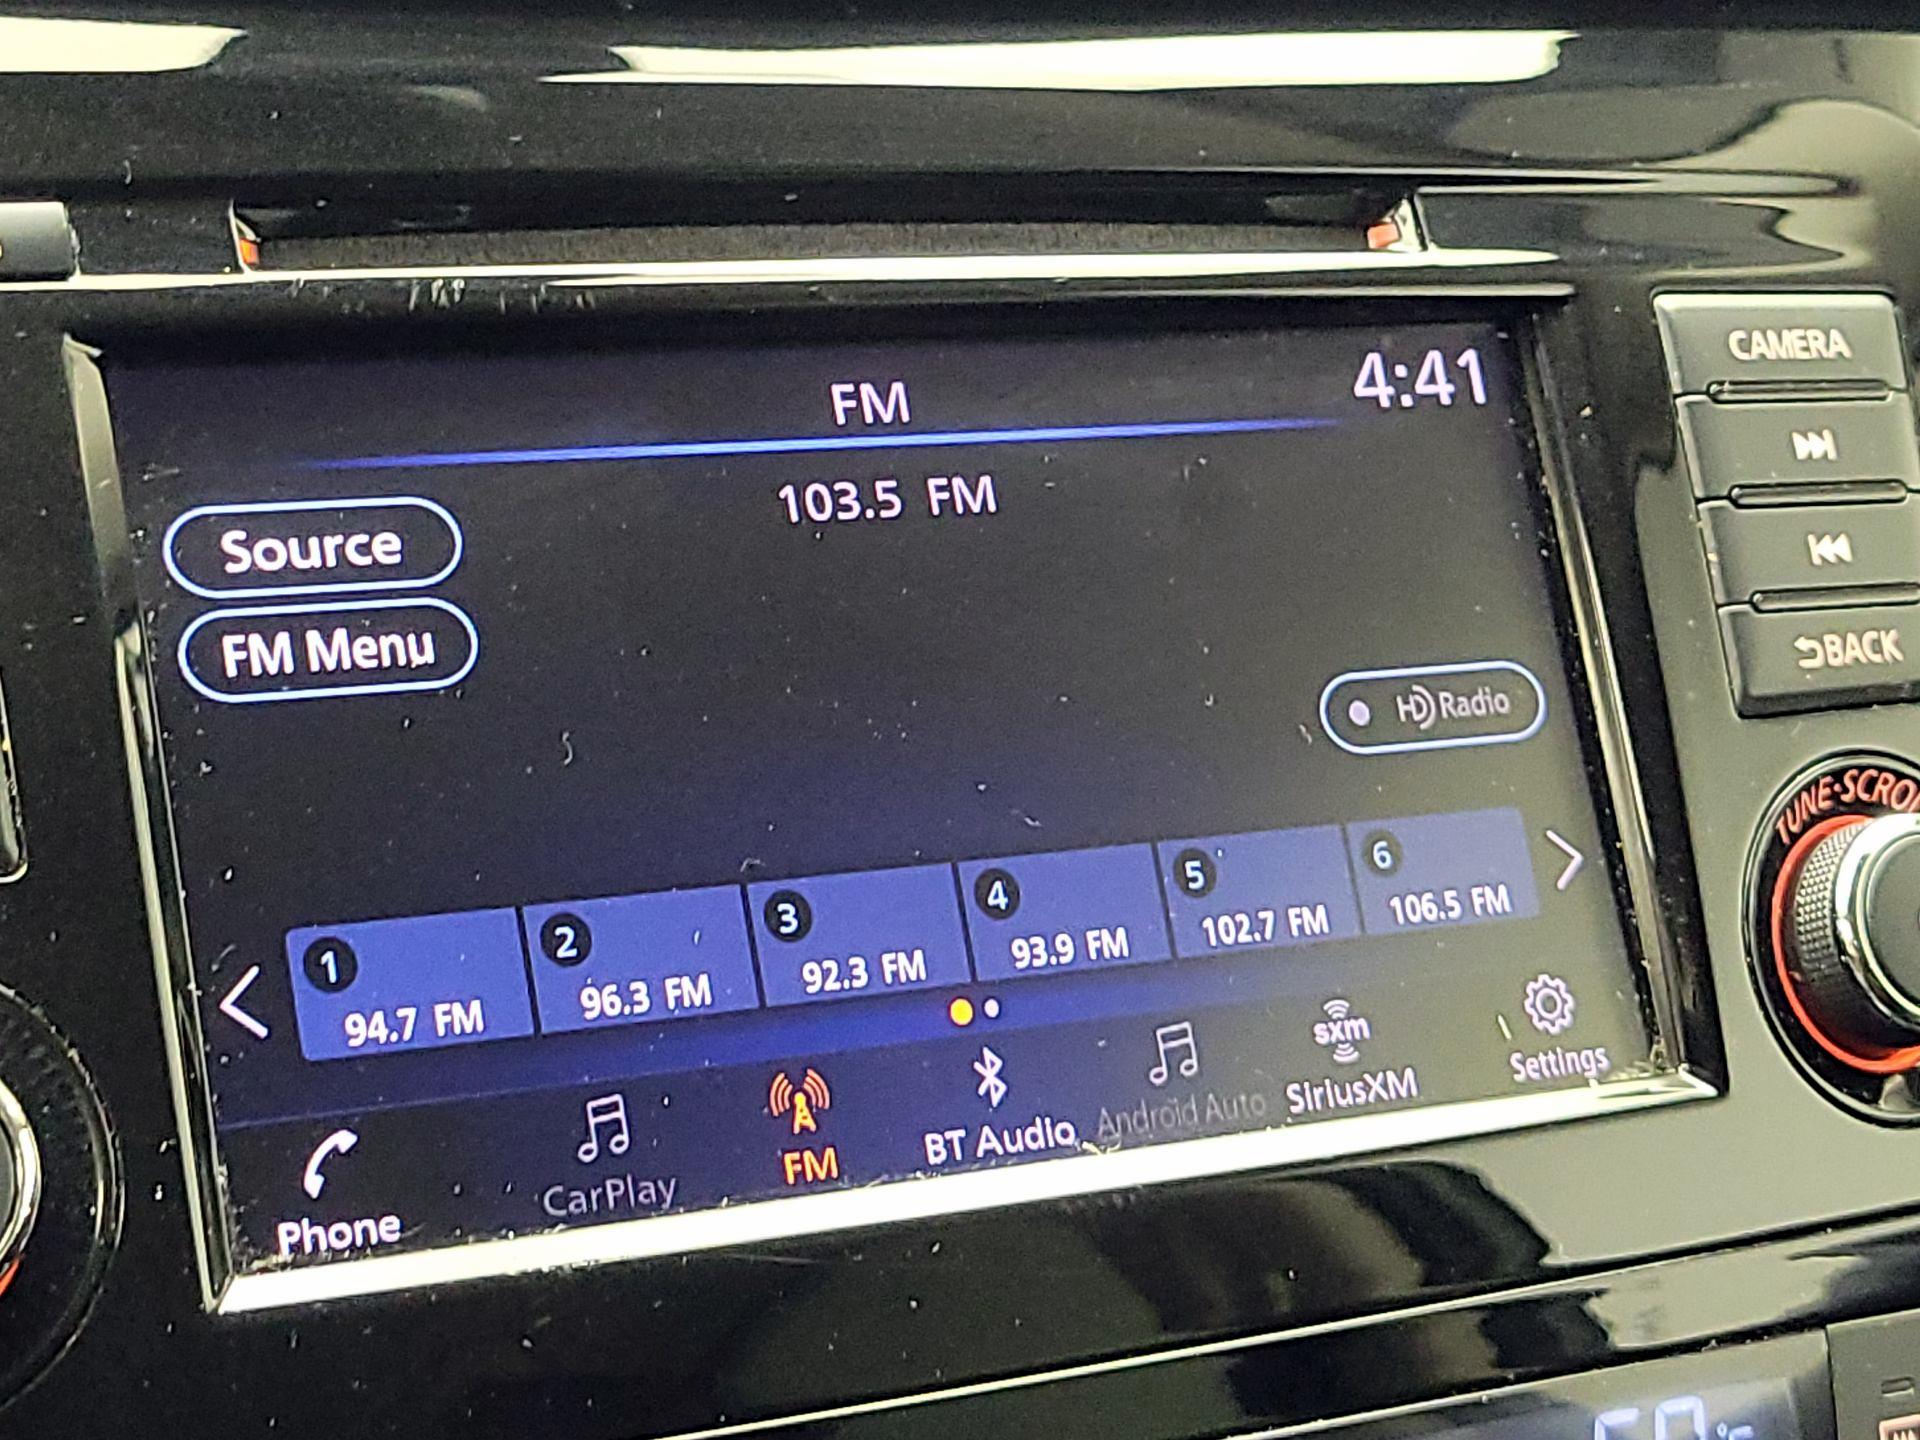 CAMERA
FM
4:41
103.5 FM
Source
FM Menu
BACK
HD Radio
TUNE·SCROL
1
94.7 FM
2
96.3 FM
3
92.3 FM
4
93.9 FM
5
102.7 FM
6
106.5 FM
Phone
CarPlay
FM
BT Audio
Android Auto
sxm
SiriusXM
Settings